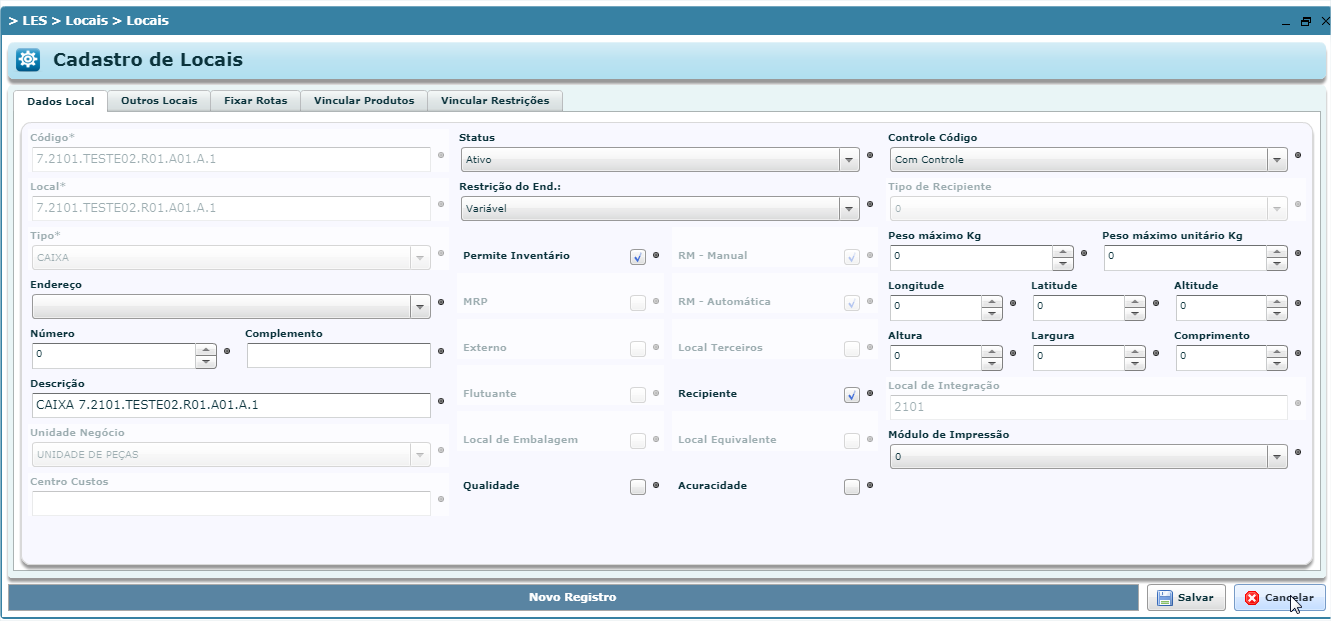 > LES > Locais > Locais
Cadastro de Locais
Dados Local
Outros Locais
Fixar Rotas
Vincular Produtos
Vincular Restrições
Código*
7.2101.TESTE02.R01.A01.A.1
Local*
7.2101.TESTE02.R01.A01.A.1
Tipo*
CAIXA
Endereço
Número
Complemento
0
Descrição
CAIXA 7.2101.TESTE02.R01.A01.A.1
Unidade Negócio
UNIDADE DE PEÇAS
Centro Custos
Status
Ativo
Restrição do End.:
Variável
Permite Inventário
RM - Manual
MRP
RM - Automática
Externo
Local Terceiros
Flutuante
Recipiente
Local de Embalagem
Local Equivalente
Qualidade
Acuracidade
Controle Código
Com Controle
Tipo de Recipiente
0
Peso máximo Kg
Peso máximo unitário Kg
0
0
Longitude
Latitude
Altitude
0
0
0
Altura
Largura
Comprimento
0
0
0
Local de Integração
2101
Módulo de Impressão
0
Novo Registro
Salvar
Cancelar